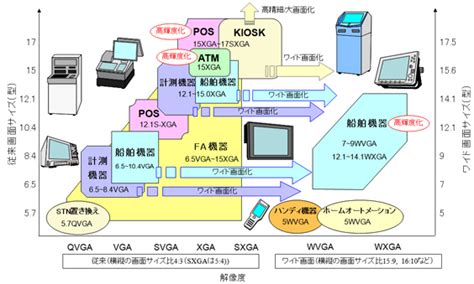 高精細・大画面化
従来画面サイズ(型)
17
15
12.1
10.4
8.4
6.5
5.7
POS
15XGA~17SXGA
KIOSK
高輝度化
ATM
15XGA
高輝度化
計測機器
船舶機器
12.1~15.0XGA
POS
12.1S-XGA
計測
機器
6.5-8.4VGA
船舶機器
6.5~10.4VGA
FA機器
6.5VGA~15XGA
STN置き換え
5.7QVGA
ワイド画面化
ワイド画面化
ワイド画面化
ワイド画面化
船舶機器
高輝度化
7~9WVGA
12.1~14.1WXGA
ハンディ機器
5WVGA
ホームオートメーション
5WVGA
17.5
15
14.1
12.1
9
7
5
ワイド画面サイズ(型)
QVGA
VGA
SVGA
XGA
SXGA
WVGA
WXGA
従来(横縦の画面サイズ比4:3(SXGAは5:4))
ワイド画面(横縦の画面サイズ比15:9、16:10など)
解像度